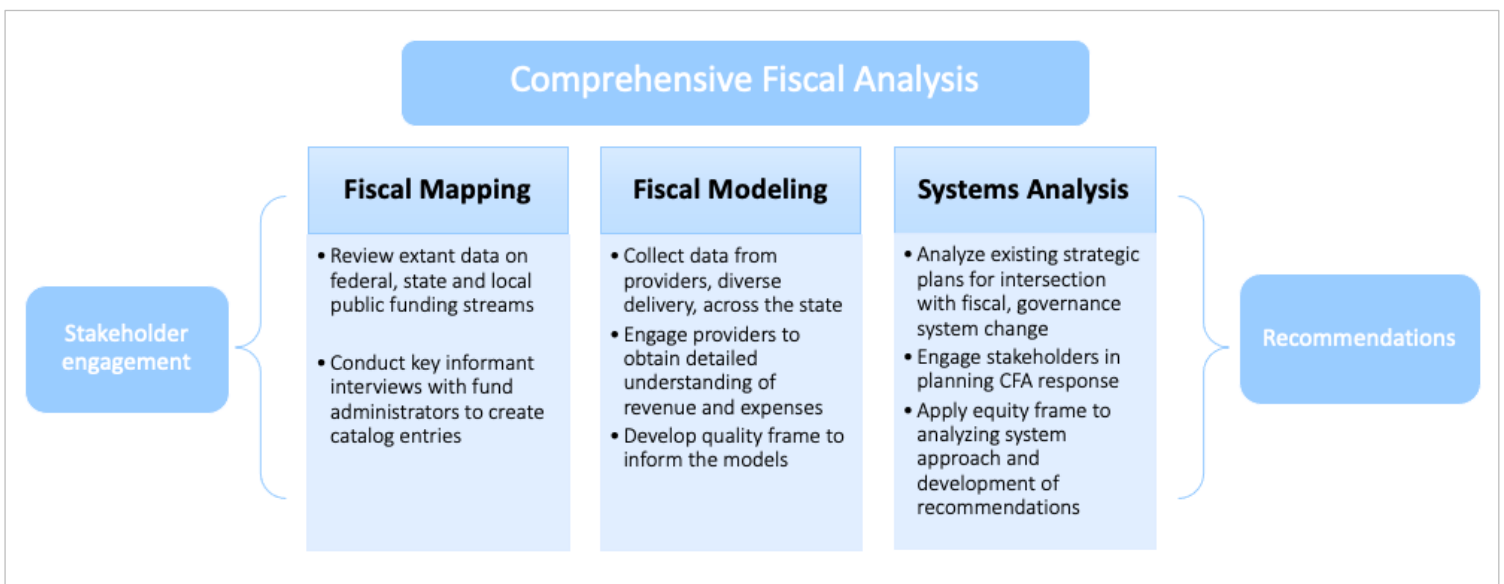 Comprehensive Fiscal Analysis
Stakeholder
engagement
Fiscal Mapping
• Review extant data on
federal, state and local
public funding streams
• Conduct key informant
interviews with fund
administrators to create
catalog entries
Fiscal Modeling
• Collect data from
providers, diverse
delivery, across the state
• Engage providers to
obtain detailed
understanding of
revenue and expenses
• Develop quality frame to
inform the models
Systems Analysis
• Analyze existing strategic
plans for intersection
with fiscal, governance
system change
• Engage stakeholders in
planning CFA response
• Apply equity frame to
analyzing system
approach and
development of
recommendations
Recommendations